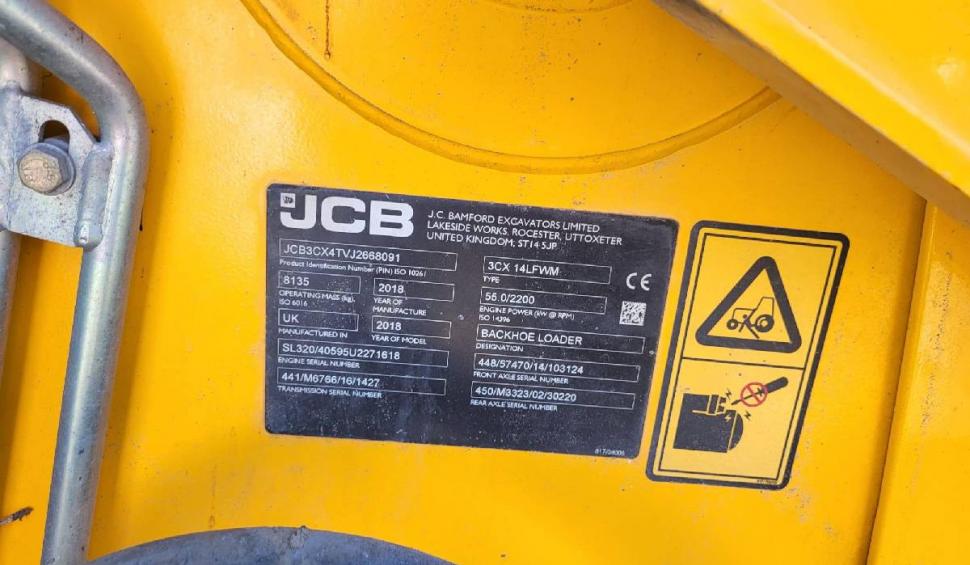 JCB
J.C. BAMFORD EXCAVATORS LIMITED
LAKESIDE WORKS, ROCESTER, UTTOXETER
UNITED KINGDOM, ST14 5JP
JCB3CX4TVJ2668091
Product Identification Number (PIN) ISO 10261
8135
OPERATING MASS (kg).
ISO 6016
2018
YEAR OF
MANUFACTURE
UK
MANUFACTURED IN
2018
YEAR OF MODEL
SL320/40595U2271618
ENGINE SERIAL NUMBER
441/M6766/16/1427
TRANSMISSION SERIAL NUMBER
3CX 14LFWM
TYPE
CE
55.0/2200
ENGINE POWER (kW @ RPM)
ISO 14396
BACKHOE LOADER
DESIGNATION
448/57470/14/103124
FRONT AXLE SERIAL NUMBER
450/M3323/02/30220
REAR AXLE SERIAL NUMBER